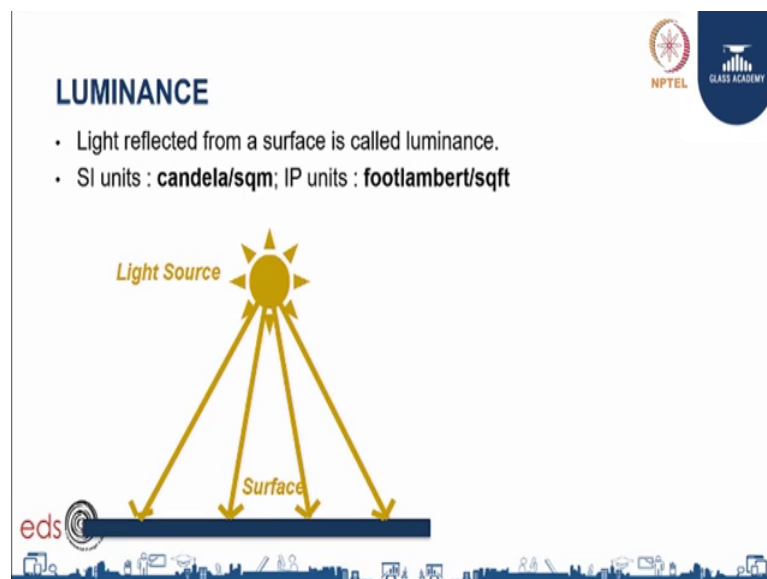 NPTEL
GLASS ACADEMY
LUMINANCE
• Light reflected from a surface is called luminance.
• SI units : candela/sqm; IP units : footlambert/sqft
Light Source
Surface
eds